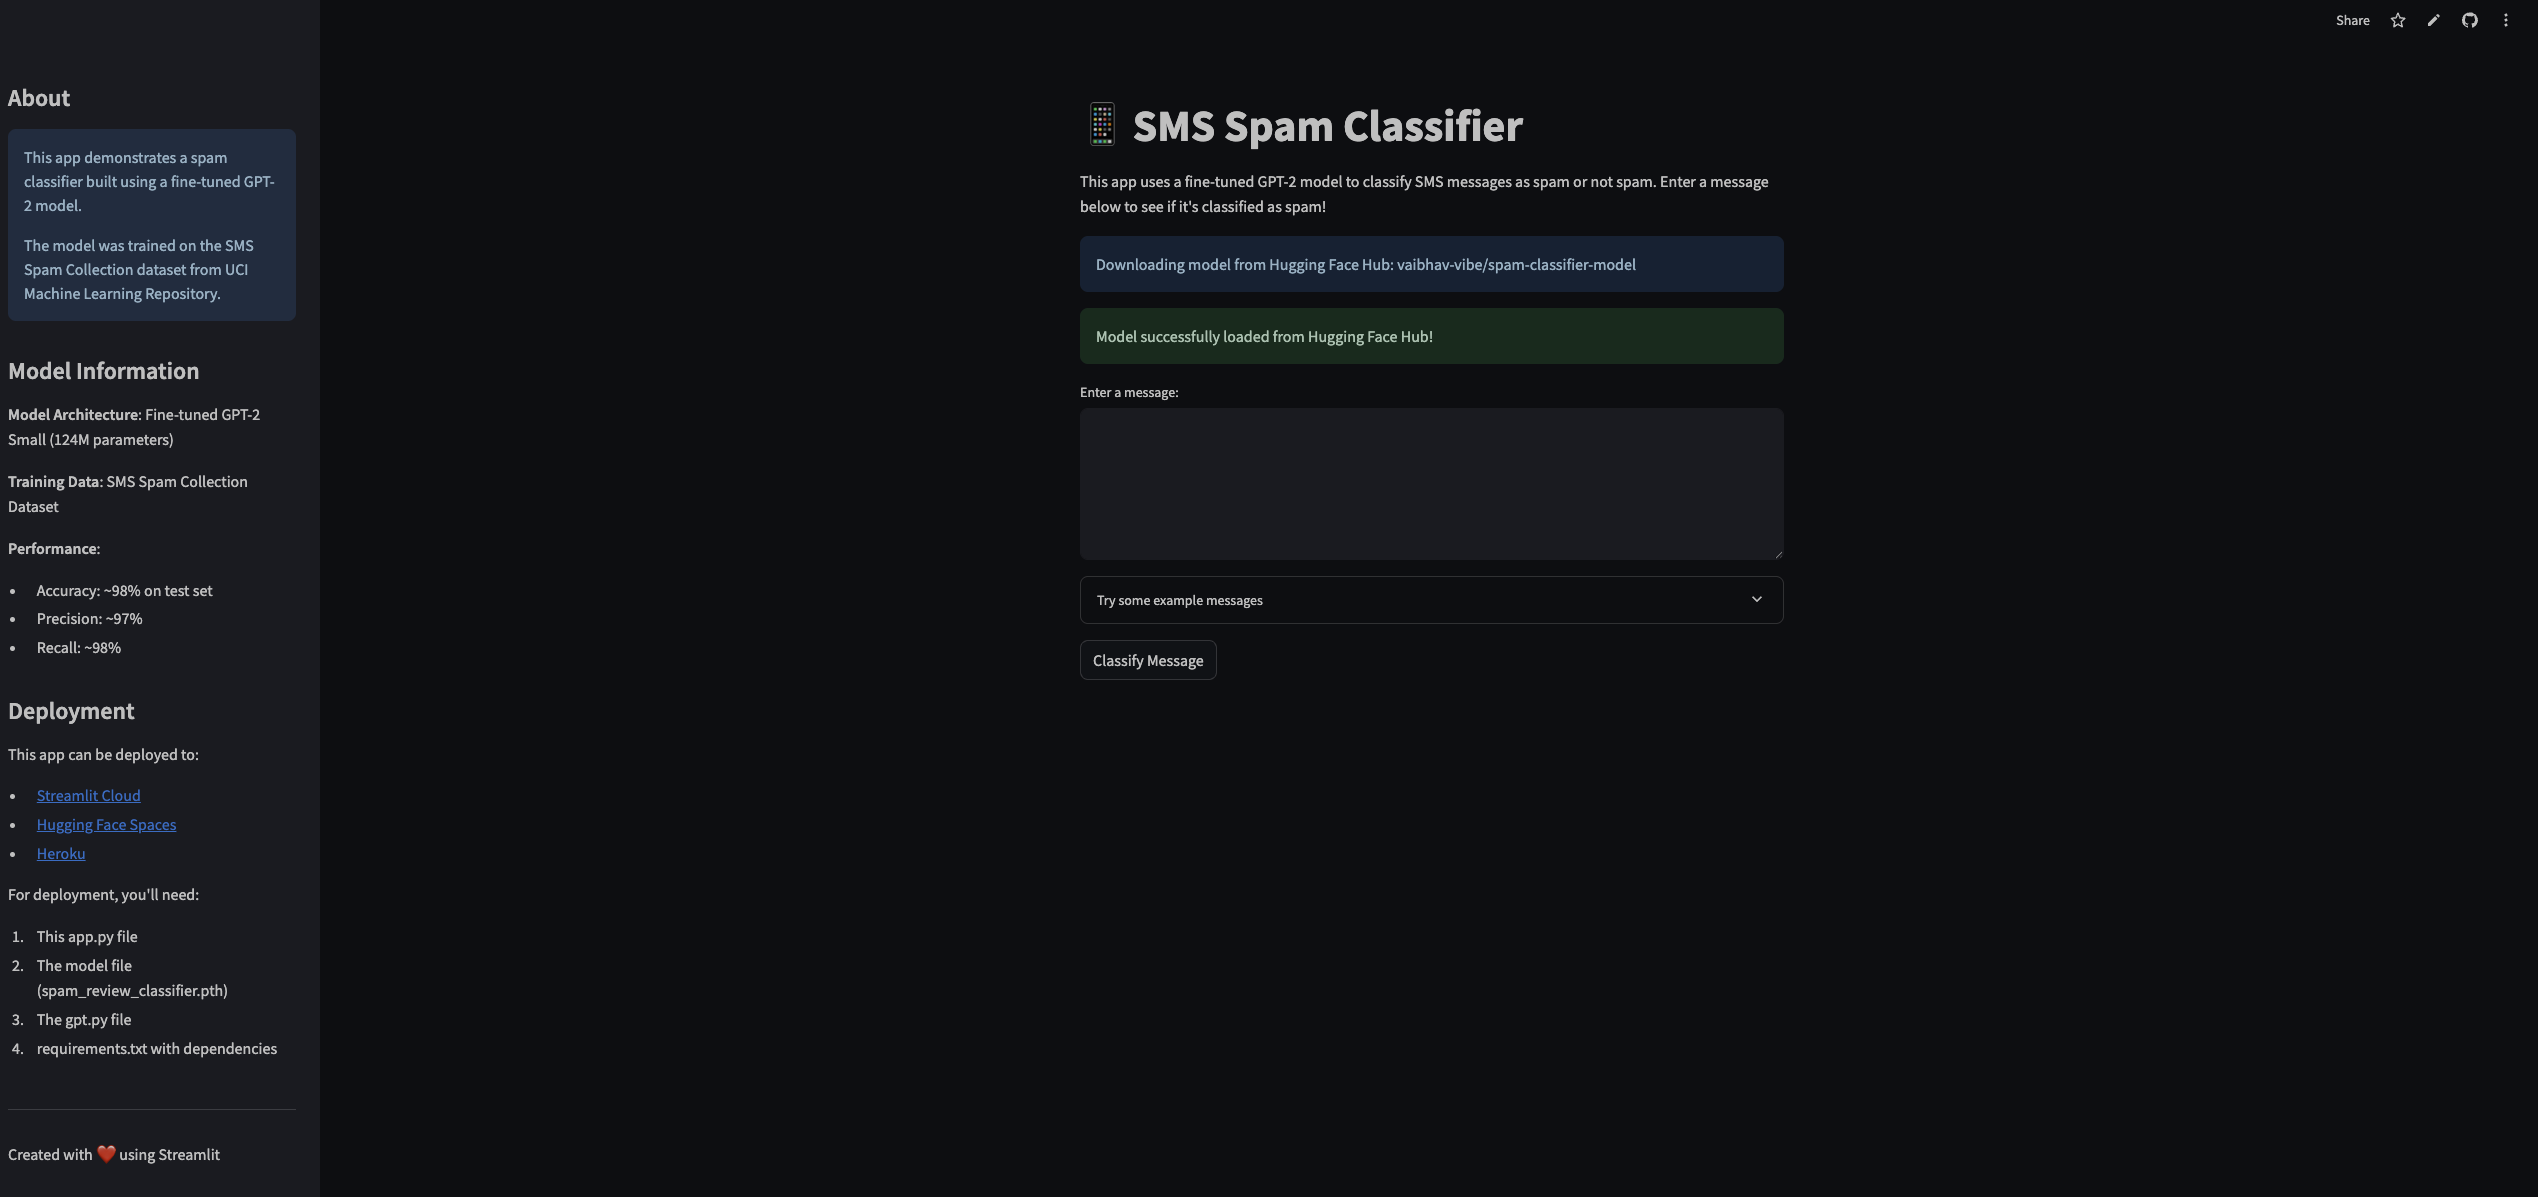 Share
About
This app demonstrates a spam
classifier built using a fine-tuned GPT-
2 model.
The model was trained on the SMS
Spam Collection dataset from UCI
Machine Learning Repository.
Model Information
Model Architecture: Fine-tuned GPT-2
Small (124M parameters)
Training Data: SMS Spam Collection
Dataset
Performance:
• Accuracy: ~98% on test set
• Precision: ~97%
• Recall: ~98%
Deployment
This app can be deployed to:
• Streamlit Cloud
• Hugging Face Spaces
• Heroku
For deployment, you'll need:
1. This app.py file
2. The model file
(spam_review_classifier.pth)
3. The gpt.py file
4. requirements.txt with dependencies
Created with ❤️ using Streamlit
📱 SMS Spam Classifier
This app uses a fine-tuned GPT-2 model to classify SMS messages as spam or not spam. Enter a message
below to see if it's classified as spam!
Downloading model from Hugging Face Hub: vaibhav-vibe/spam-classifier-model
Model successfully loaded from Hugging Face Hub!
Enter a message:
Try some example messages
Classify Message